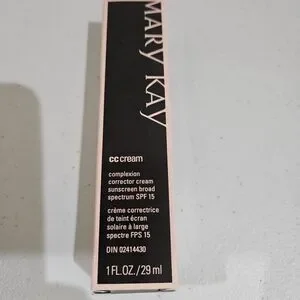 MARY KAY
cc cream
complexion
corrector cream
sunscreen broad
spectrum SPF 15
crème correctrice
de teint écran
solaire à large
spectre FPS 15
DIN 02414430
1 FL.OZ./29 ml